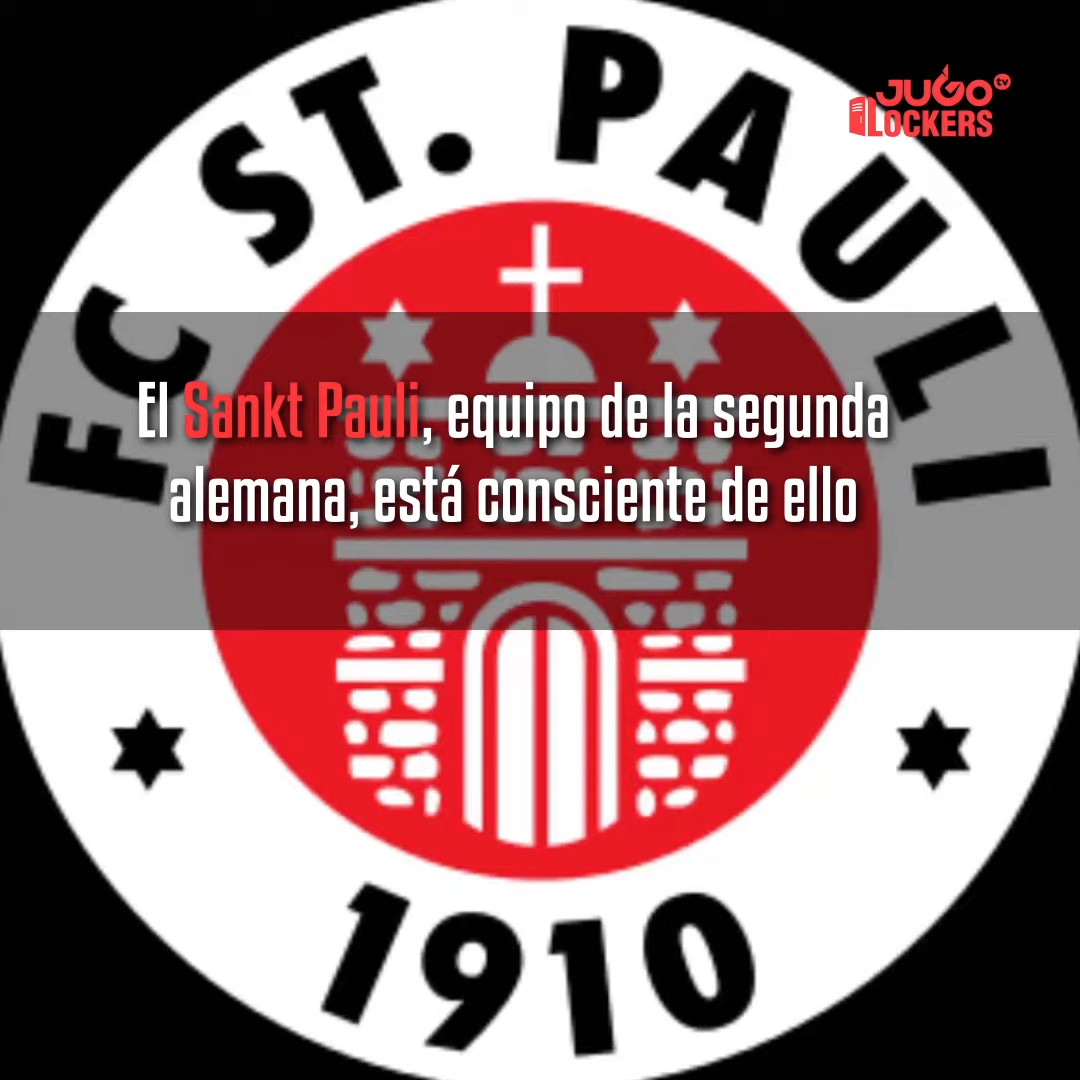 FC ST. PAULI
JUGO tv
LOCKERS
El Sankt Pauli, equipo de la segunda
alemana, está consciente de ello
1910